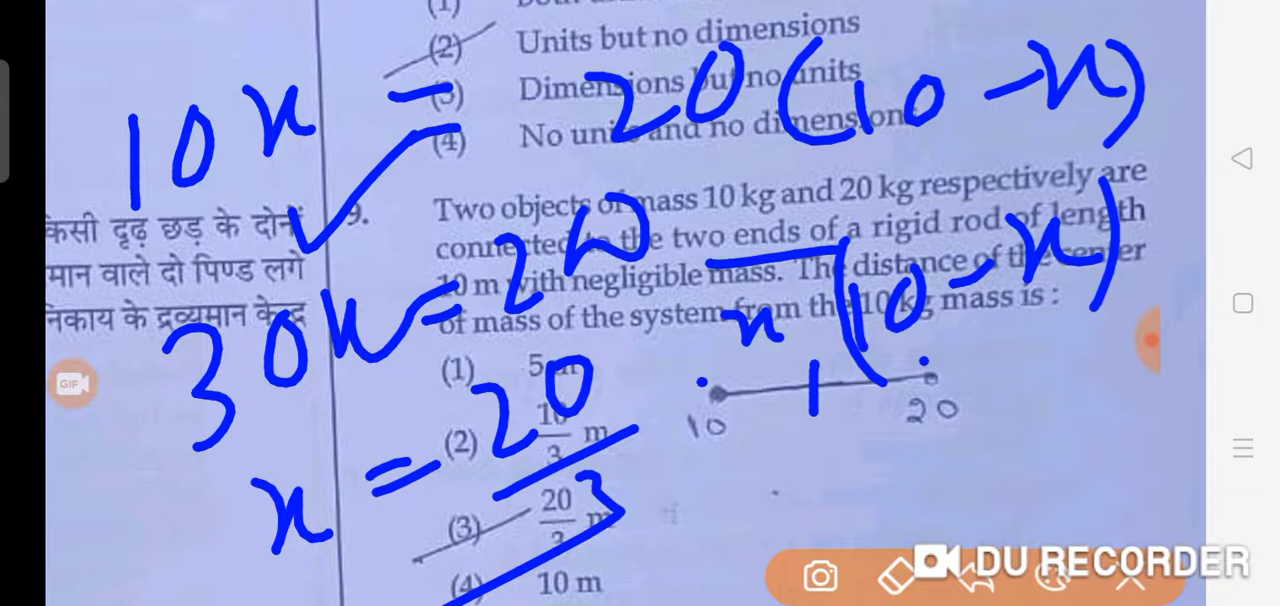 (1)
(2) Units but no dimensions
(3) Dimensions but no units
(4) No units and no dimensions
10x = 20(10-x)
9. Two objects of mass 10 kg and 20 kg respectively are
connected to the two ends of a rigid rod of length
10 m with negligible mass. The distance of the center
of mass of the system from the 10 kg mass is :
किसी दृढ़ छड़ के दोनों
मान वाले दो पिण्ड लगे
निकाय के द्रव्यमान केन्द्र
30x = 200
x (10-x)
(1) 5 m
(2) 10/3 m
(3) 20/3 m
(4) 10 m
10 20
x = 20/3
GIF
DU RECORDER